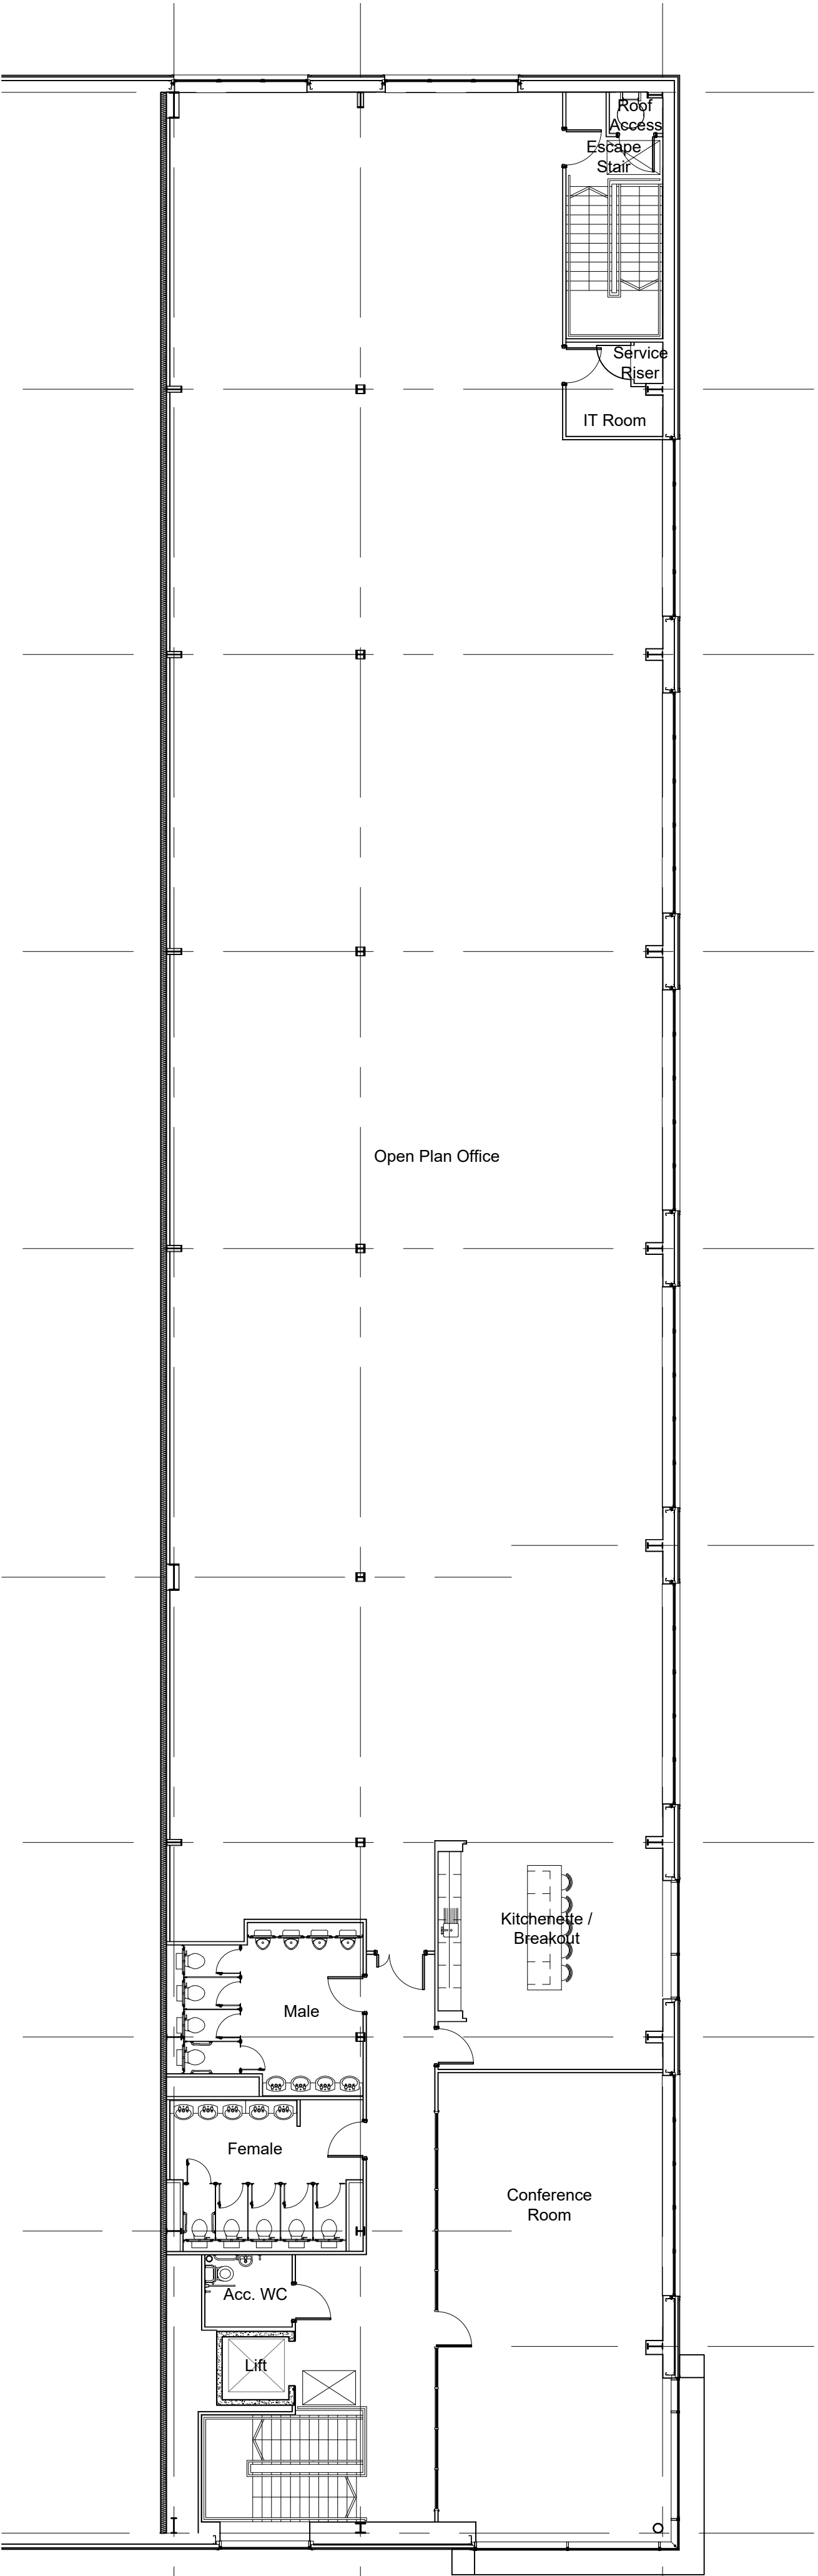 Roof
Access
Escape
Stair
Service
Riser
IT Room
Open Plan Office
Kitchenette /
Breakout
Male
Female
Conference
Room
Acc. WC
Lift